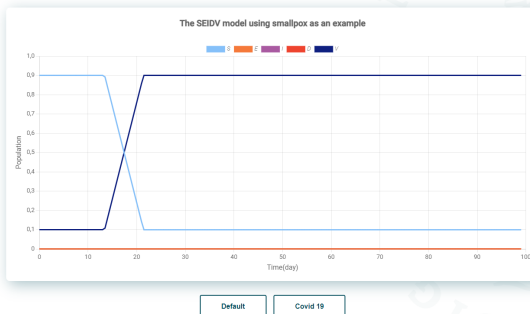 The SEIDV model using smallpox as an example
S E I D V
1,0
0,9
0,8
0,7
0,6
0,5
0,4
0,3
0,2
0,1
0
Population
0 10 20 30 40 50 60 70 80 90 100
Time(day)
Default Covid 19